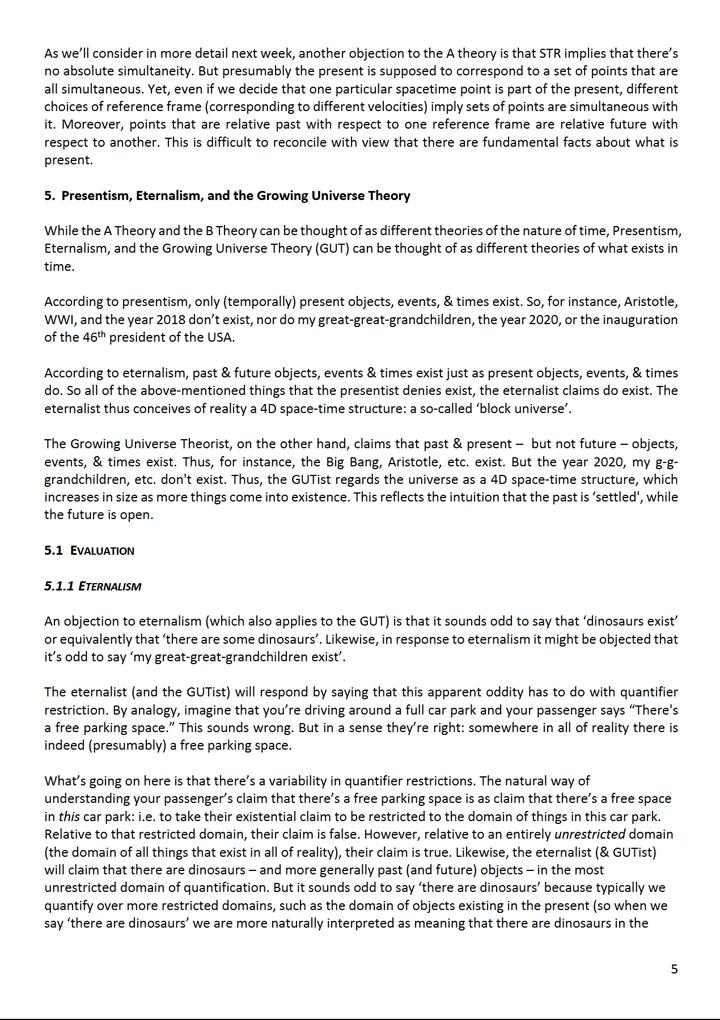 As we'll consider in more detail next week, another objection to the A theory is that STR implies that there's
no absolute simultaneity. But presumably the present is supposed to correspond to a set of points that are
all simultaneous. Yet, even if we decide that one particular spacetime point is part of the present, different
choices of reference frame (corresponding to different velocities) imply sets of points are simultaneous with
it. Moreover, points that are relative past with respect to one reference frame are relative future with
respect to another. This is difficult to reconcile with view that there are fundamental facts about what is
present.
5. Presentism, Eternalism, and the Growing Universe Theory
While the A Theory and the B Theory can be thought of as different theories of the nature of time, Presentism,
Eternalism, and the Growing Universe Theory (GUT) can be thought of as different theories of what exists in
time.
According to presentism, only (temporally) present objects, events, & times exist. So, for instance, Aristotle,
WWI, and the year 2018 don't exist, nor do my great-great-grandchildren, the year 2020, or the inauguration
of the 46th president of the USA.
According to eternalism, past & future objects, events & times exist just as present objects, events, & times
do. So all of the above-mentioned things that the presentist denies exist, the eternalist claims do exist. The
eternalist thus conceives of reality a 4D space-time structure: a so-called 'block universe'.
The Growing Universe Theorist, on the other hand, claims that past & present – but not future – objects,
events, & times exist. Thus, for instance, the Big Bang, Aristotle, etc. exist. But the year 2020, my g-g-
grandchildren, etc. don't exist. Thus, the GUTist regards the universe as a 4D space-time structure, which
increases in size as more things come into existence. This reflects the intuition that the past is 'settled', while
the future is open.
5.1 EVALUATION
5.1.1 ETERNALISM
An objection to eternalism (which also applies to the GUT) is that it sounds odd to say that 'dinosaurs exist'
or equivalently that 'there are some dinosaurs'. Likewise, in response to eternalism it might be objected that
it's odd to say 'my great-great-grandchildren exist'.
The eternalist (and the GUTist) will respond by saying that this apparent oddity has to do with quantifier
restriction. By analogy, imagine that you're driving around a full car park and your passenger says "There's
a free parking space." This sounds wrong. But in a sense they're right: somewhere in all of reality there is
indeed (presumably) a free parking space.
What's going on here is that there's a variability in quantifier restrictions. The natural way of
understanding your passenger's claim that there's a free parking space is as claim that there's a free space
in this car park: i.e. to take their existential claim to be restricted to the domain of things in this car park.
Relative to that restricted domain, their claim is false. However, relative to an entirely unrestricted domain
(the domain of all things that exist in all of reality), their claim is true. Likewise, the eternalist (& GUTist)
will claim that there are dinosaurs – and more generally past (and future) objects – in the most
unrestricted domain of quantification. But it sounds odd to say 'there are dinosaurs' because typically we
quantify over more restricted domains, such as the domain of objects existing in the present (so when we
say 'there are dinosaurs' we are more naturally interpreted as meaning that there are dinosaurs in the
5